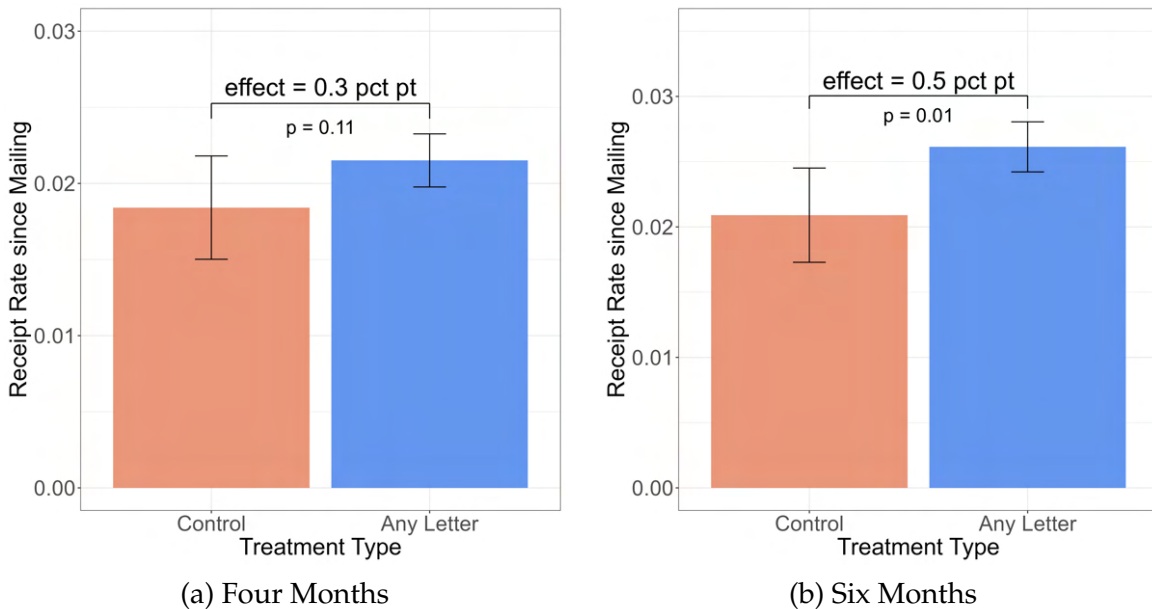 0.03
effect = 0.3 pct pt
p = 0.11
0.02
0.01
0.00
Receipt Rate since Mailing
Control Any Letter
Treatment Type
(a) Four Months
effect = 0.5 pct pt
0.03
p = 0.01
0.02
0.01
0.00
Receipt Rate since Mailing
Control Any Letter
Treatment Type
(b) Six Months